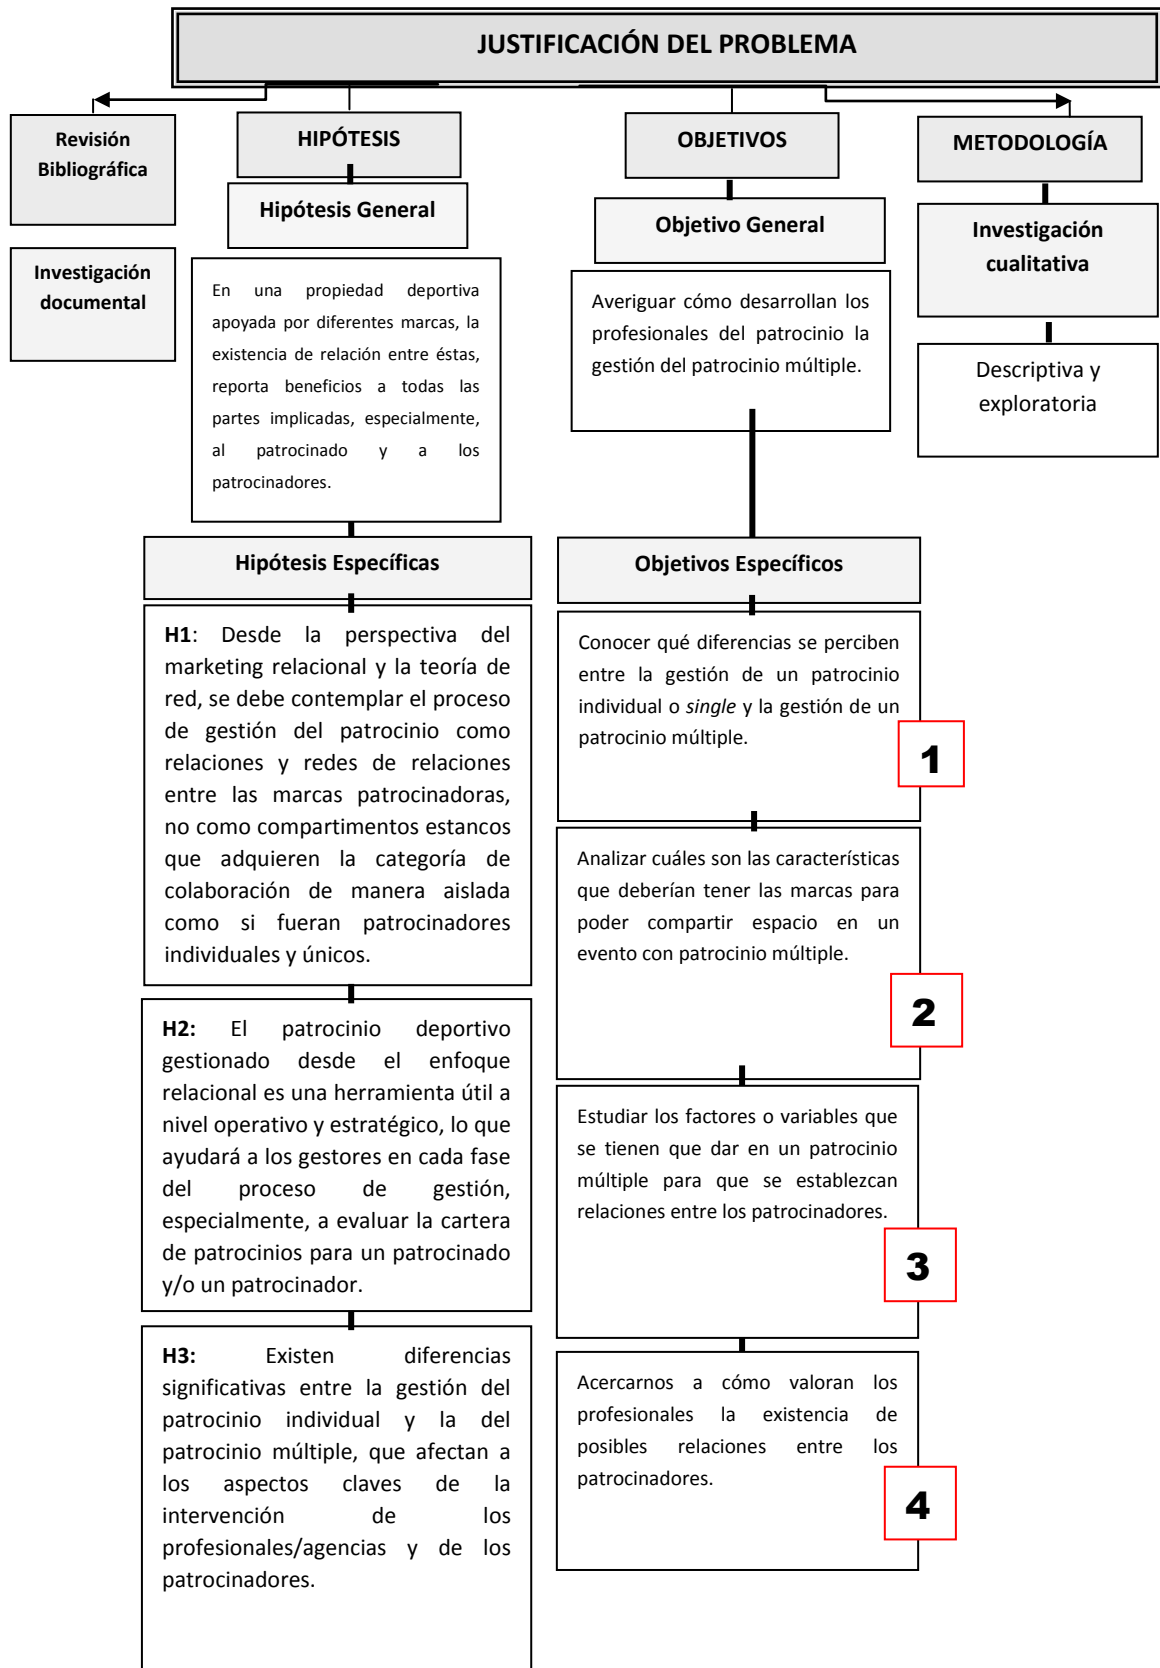 JUSTIFICACIÓN DEL PROBLEMA
Revisión
Bibliográfica
Investigación
documental
HIPÓTESIS
Hipótesis General
En una propiedad deportiva
apoyada por diferentes marcas, la
existencia de relación entre éstas,
reporta beneficios a todas las
partes implicadas, especialmente,
al patrocinado y a los
patrocinadores.
Hipótesis Específicas
H1: Desde la perspectiva del
marketing relacional y la teoría de
red, se debe contemplar el proceso
de gestión del patrocinio como
relaciones y redes de relaciones
entre las marcas patrocinadoras,
no como compartimentos estancos
que adquieren la categoría de
colaboración de manera aislada
como si fueran patrocinadores
individuales y únicos.
H2: El patrocinio deportivo
gestionado desde el enfoque
relacional es una herramienta útil a
nivel operativo y estratégico, lo que
ayudará a los gestores en cada fase
del proceso de gestión,
especialmente, a evaluar la cartera
de patrocinios para un patrocinado
y/o un patrocinador.
H3: Existen diferencias
significativas entre la gestión del
patrocinio individual y la del
patrocinio múltiple, que afectan a
los aspectos claves de la
intervención de los
profesionales/agencias y de los
patrocinadores.
OBJETIVOS
Objetivo General
Averiguar cómo desarrollan los
profesionales del patrocinio la
gestión del patrocinio múltiple.
Objetivos Específicos
Conocer qué diferencias se perciben
entre la gestión de un patrocinio
individual o single y la gestión de un
patrocinio múltiple.
1
Analizar cuáles son las características
que deberían tener las marcas para
poder compartir espacio en un
evento con patrocinio múltiple.
2
Estudiar los factores o variables que
se tienen que dar en un patrocinio
múltiple para que se establezcan
relaciones entre los patrocinadores.
3
Acercarnos a cómo valoran los
profesionales la existencia de
posibles relaciones entre los
patrocinadores.
4
METODOLOGÍA
Investigación
cualitativa
Descriptiva y
exploratoria